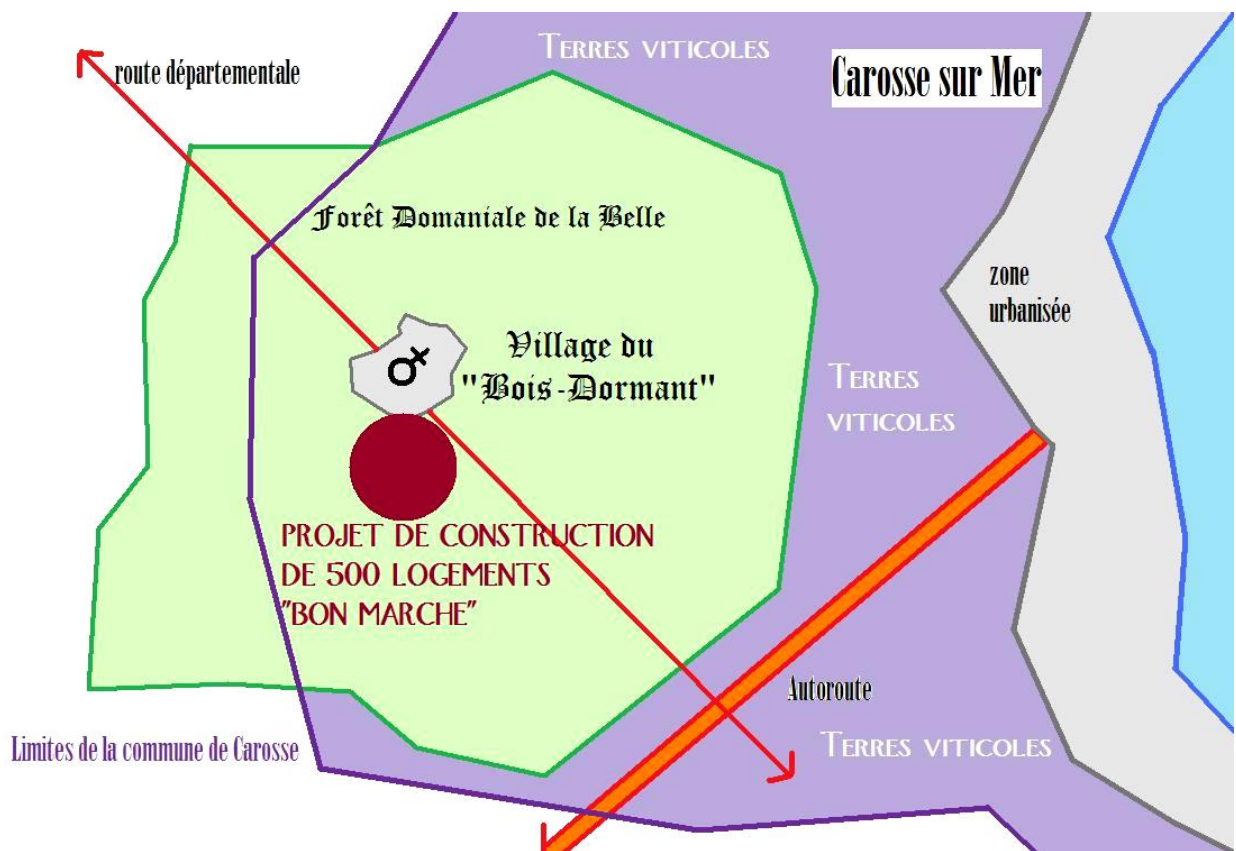 TERRES VITICOLES
route départementale
Carosse sur Mer
Forêt Domaniale de la Belle
zone
urbanisée
Village du
"Bois-Dormant"
TERRES
VITICOLES
PROJET DE CONSTRUCTION
DE 500 LOGEMENTS
"BON MARCHE"
Autoroute
Limites de la commune de Carosse
TERRES VITICOLES